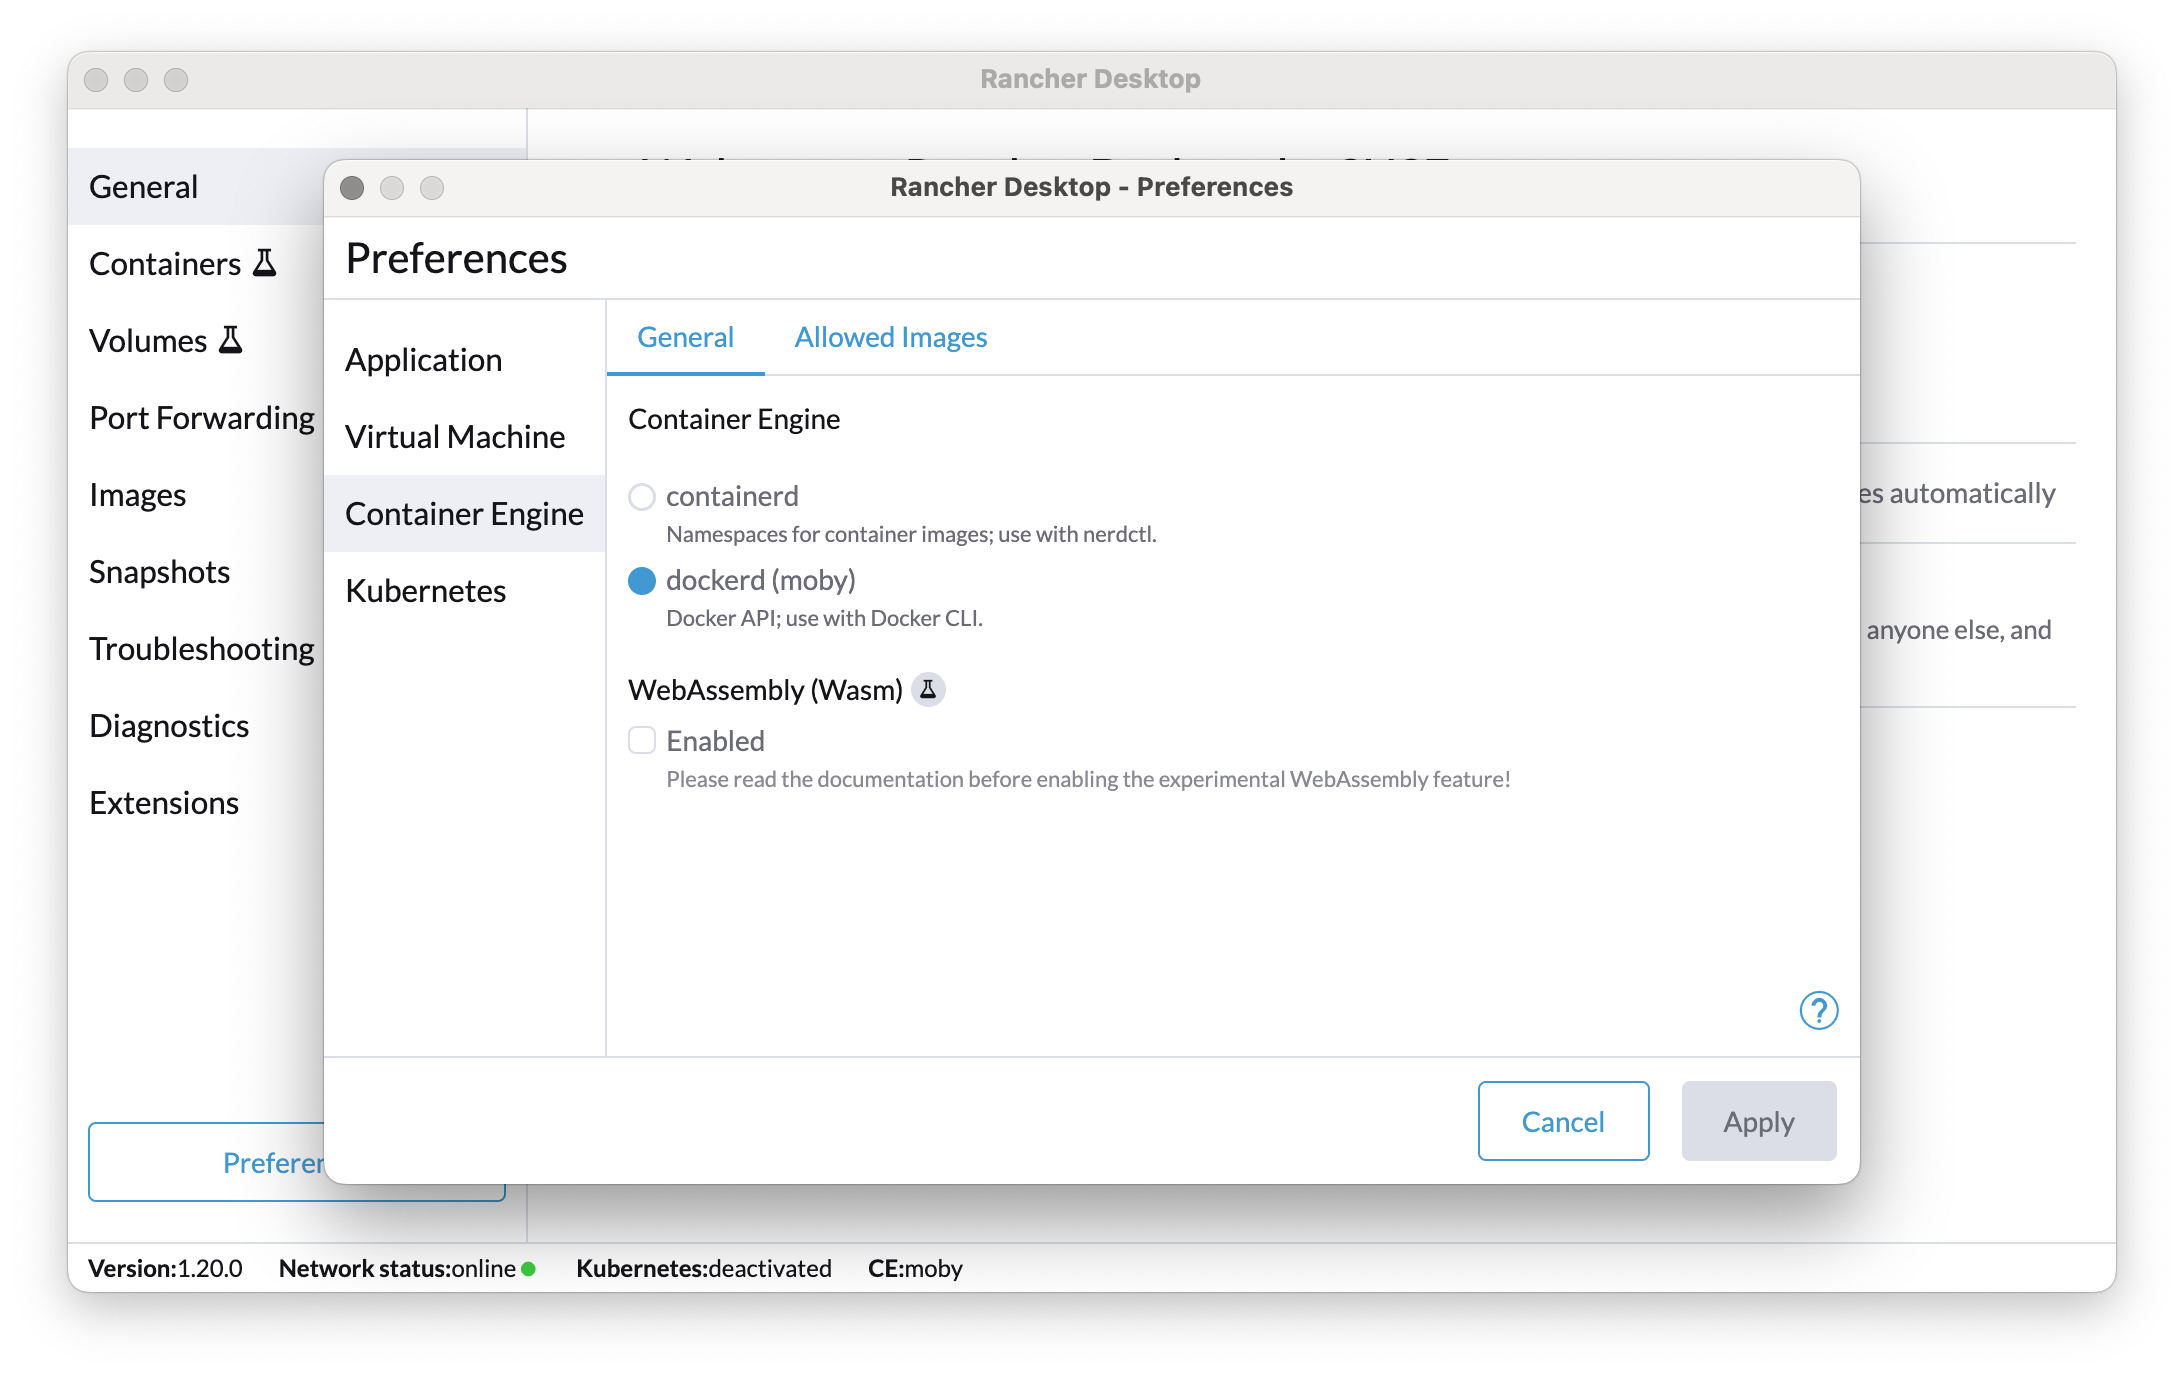 Rancher Desktop
General
Containers
Volumes
Port Forwarding
Images
Snapshots
Troubleshooting
Diagnostics
Extensions
Rancher Desktop - Preferences
Preferences
Application
Virtual Machine
Container Engine
Kubernetes
General
Allowed Images
Container Engine
containerd
Namespaces for container images; use with nerdctl.
dockerd (moby)
Docker API; use with Docker CLI.
WebAssembly (Wasm)
Enabled
Please read the documentation before enabling the experimental WebAssembly feature!
?
Cancel
Apply
es automatically
anyone else, and
Prefere
Version:1.20.0
Network status:online
Kubernetes:deactivated
CE:moby